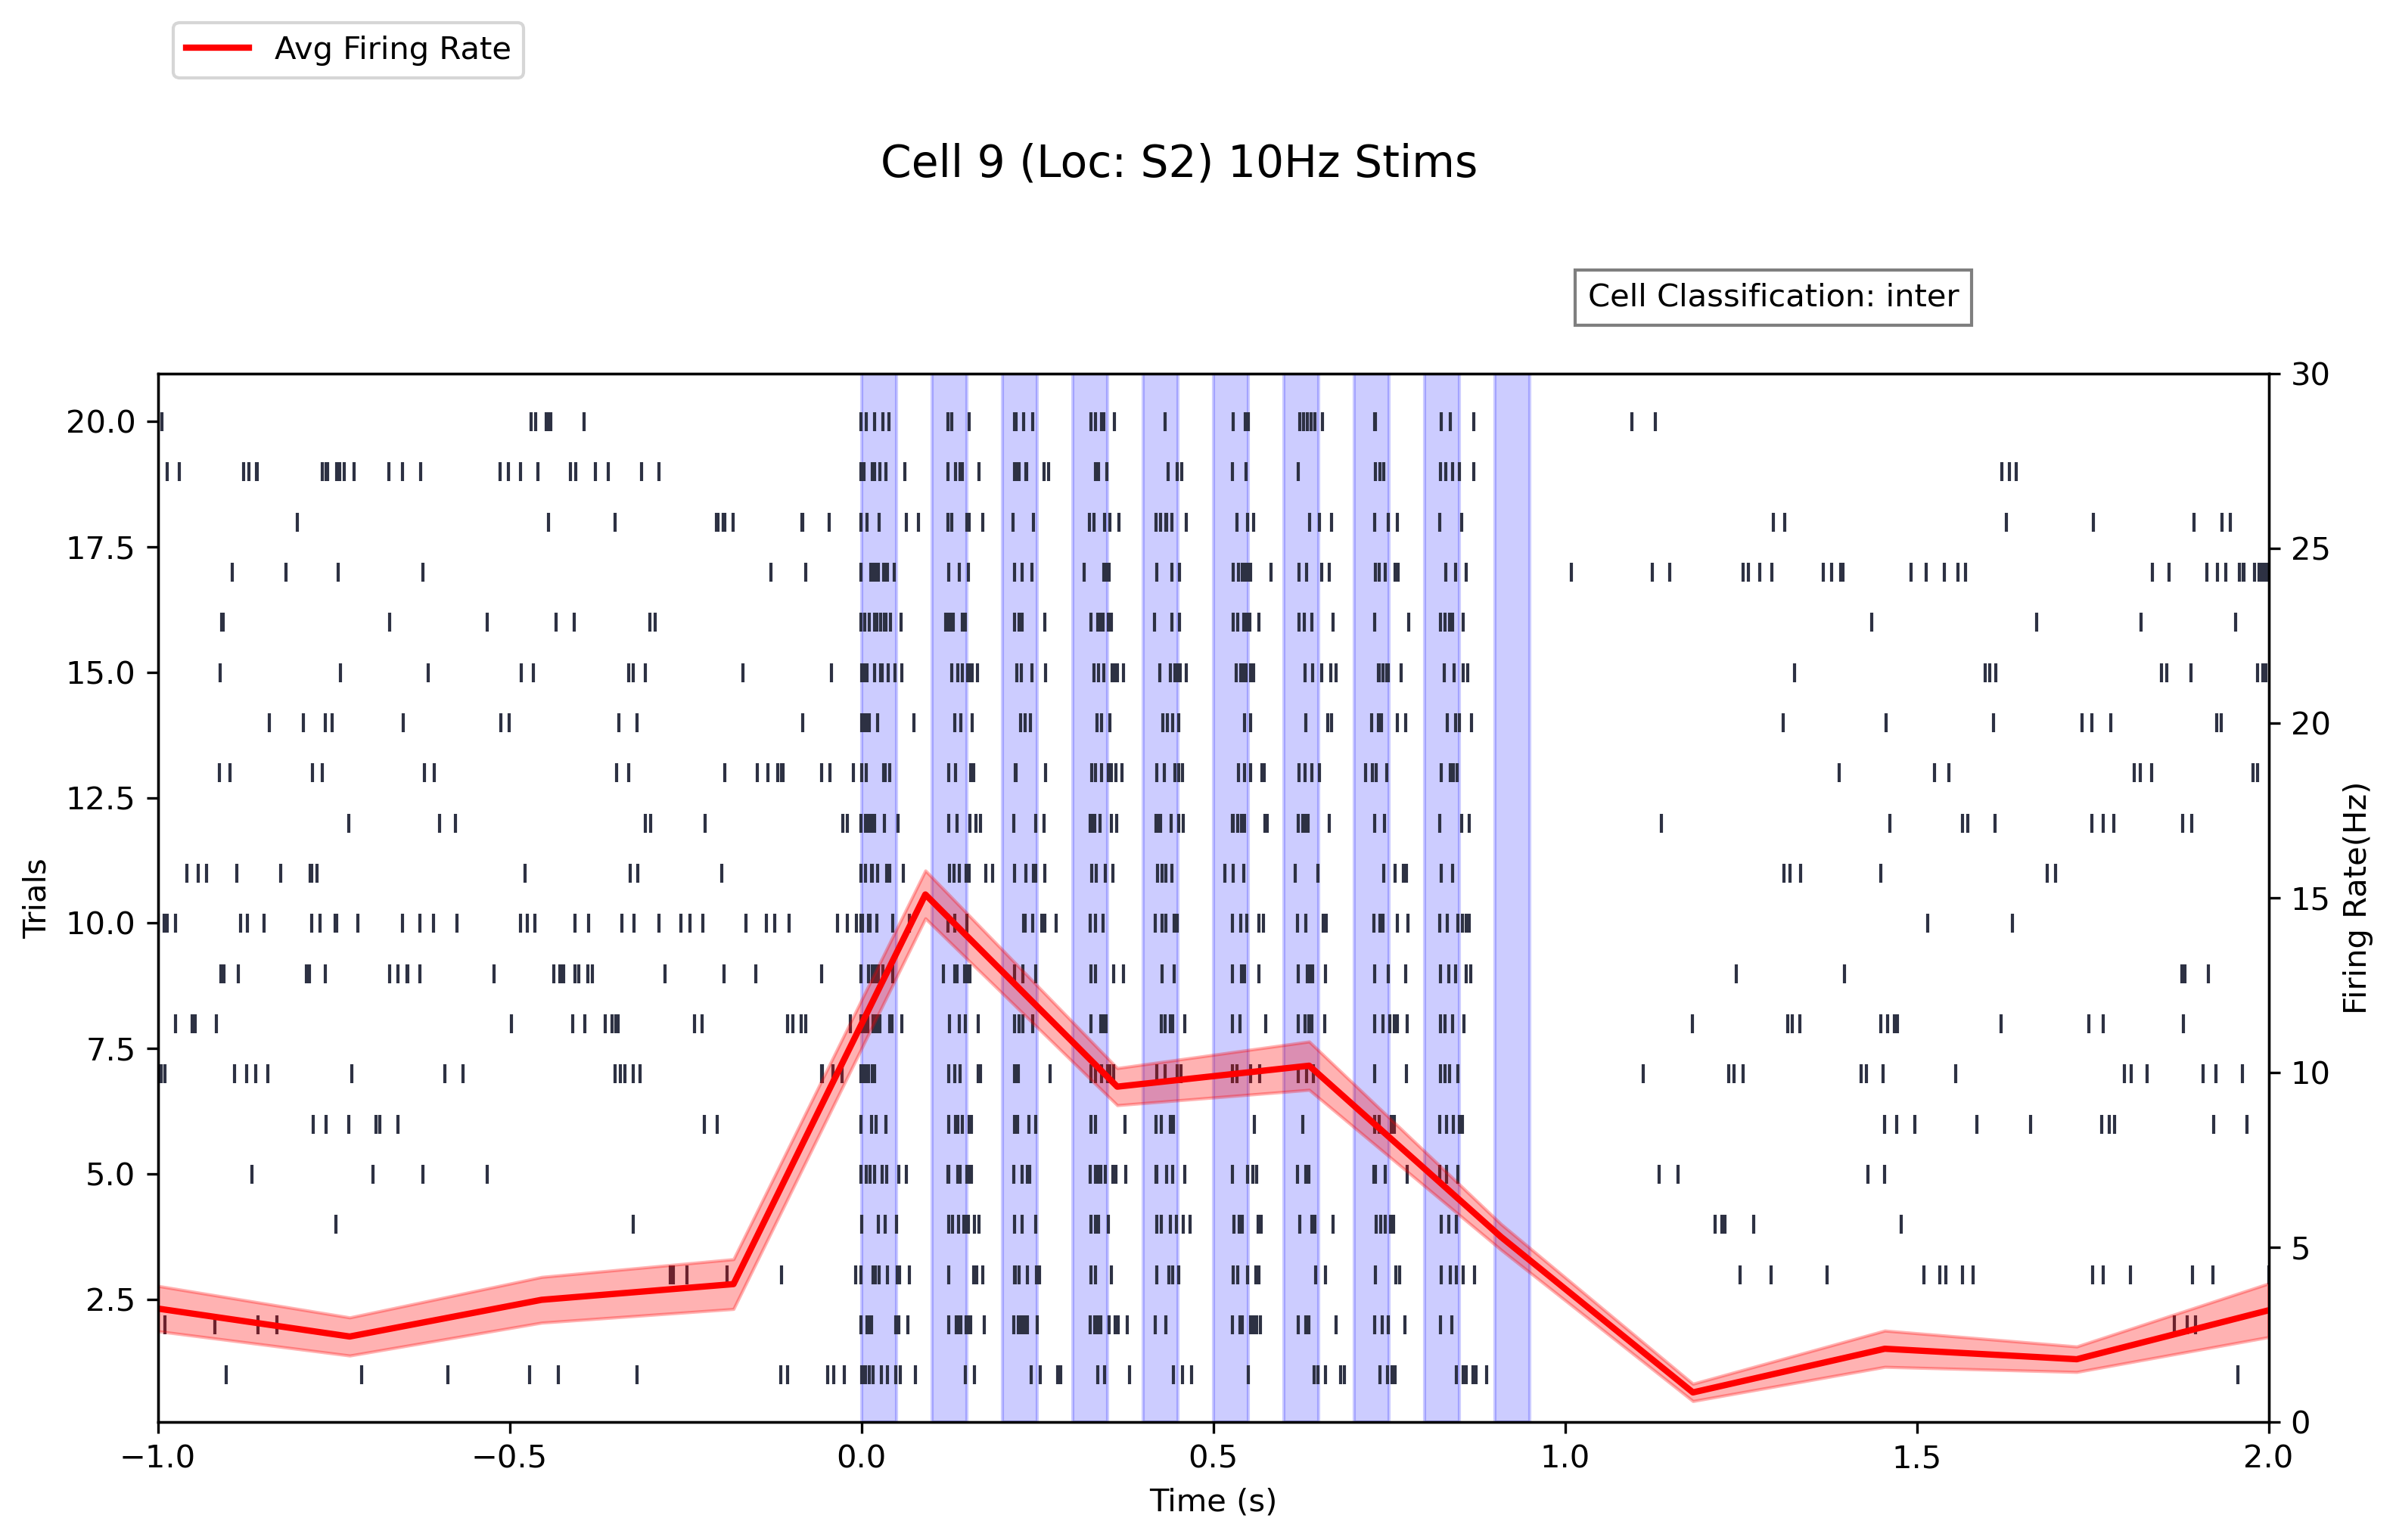 Avg Firing Rate
Cell 9 (Loc: S2) 10Hz Stims
Cell Classification: inter
Trials
20.0
17.5
15.0
12.5
10.0
7.5
5.0
2.5
30
25
20
15
10
5
0
Firing Rate(Hz)
−1.0 −0.5 0.0 0.5 1.0 1.5 2.0
Time (s)